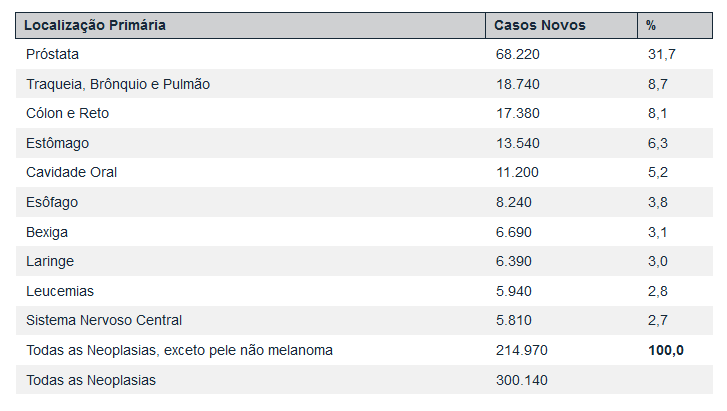 Localização Primária Casos Novos %
Próstata 68.220 31,7
Traqueia, Brônquio e Pulmão 18.740 8,7
Cólon e Reto 17.380 8,1
Estômago 13.540 6,3
Cavidade Oral 11.200 5,2
Esôfago 8.240 3,8
Bexiga 6.690 3,1
Laringe 6.390 3,0
Leucemias 5.940 2,8
Sistema Nervoso Central 5.810 2,7
Todas as Neoplasias, exceto pele não melanoma 214.970 100,0
Todas as Neoplasias 300.140